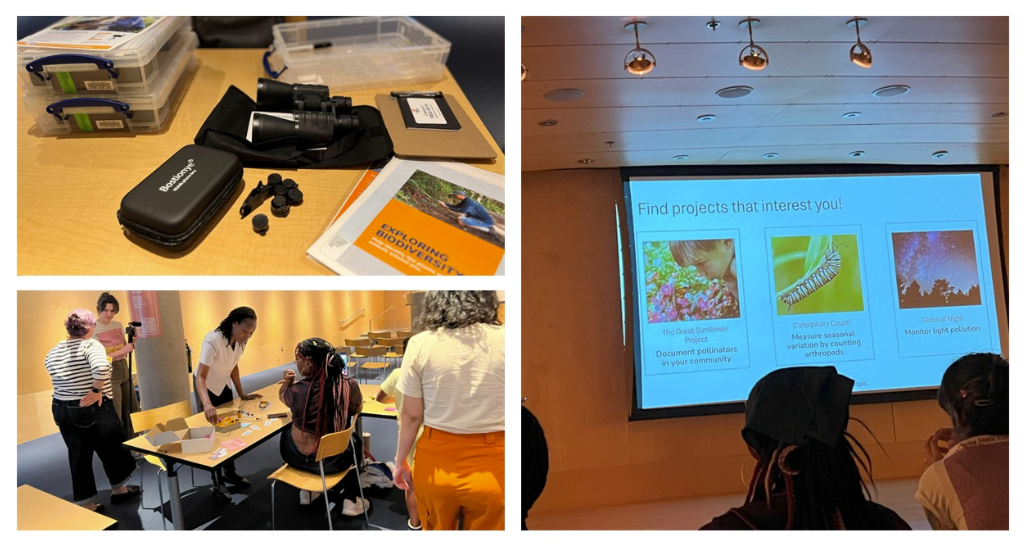 Bostionye®
EXPLORING
BIODIVERSITY
Find projects that interest you!
The Great Sunflower
Project
Document pollinators
in your community.
Caterpillars Count:
Measure seasonal
variation by counting
arthropods.
Globe at Night:
Monitor light pollution.